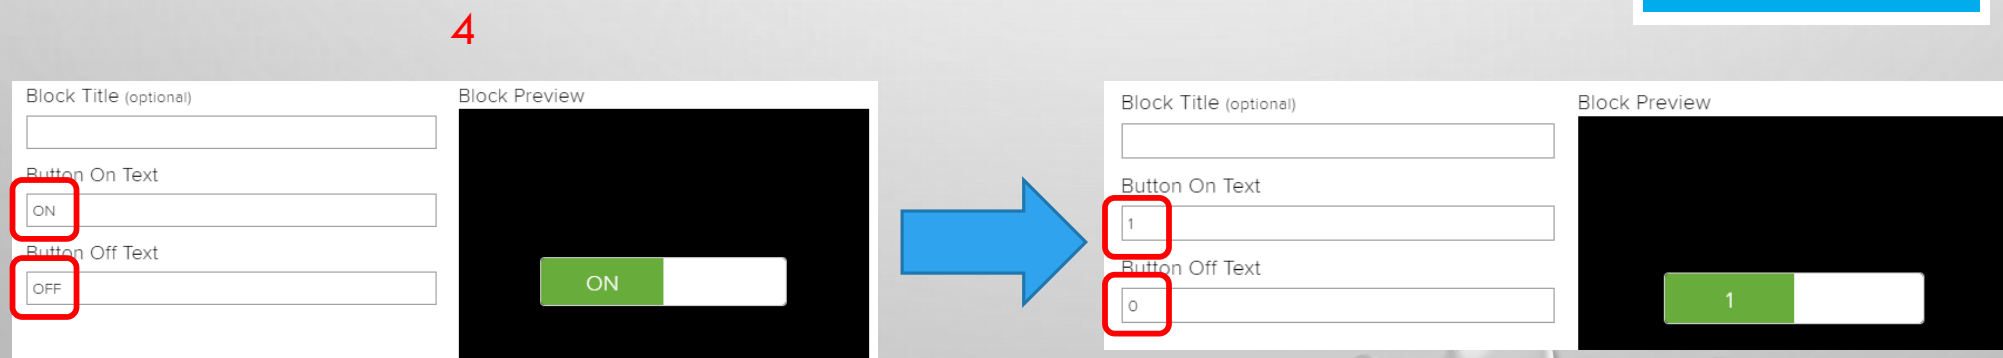 4
Block Title (optional)
Button On Text
ON
Button Off Text
OFF
Block Preview
ON
Block Title (optional)
Button On Text
1
Button Off Text
0
Block Preview
1